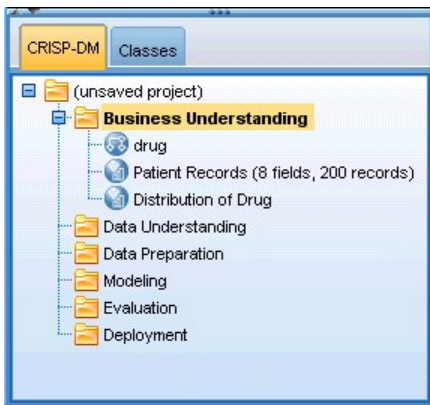 CRISP-DM Classes
(unsaved project)
Business Understanding
drug
Patient Records (8 fields, 200 records)
Distribution of Drug
Data Understanding
Data Preparation
Modeling
Evaluation
Deployment